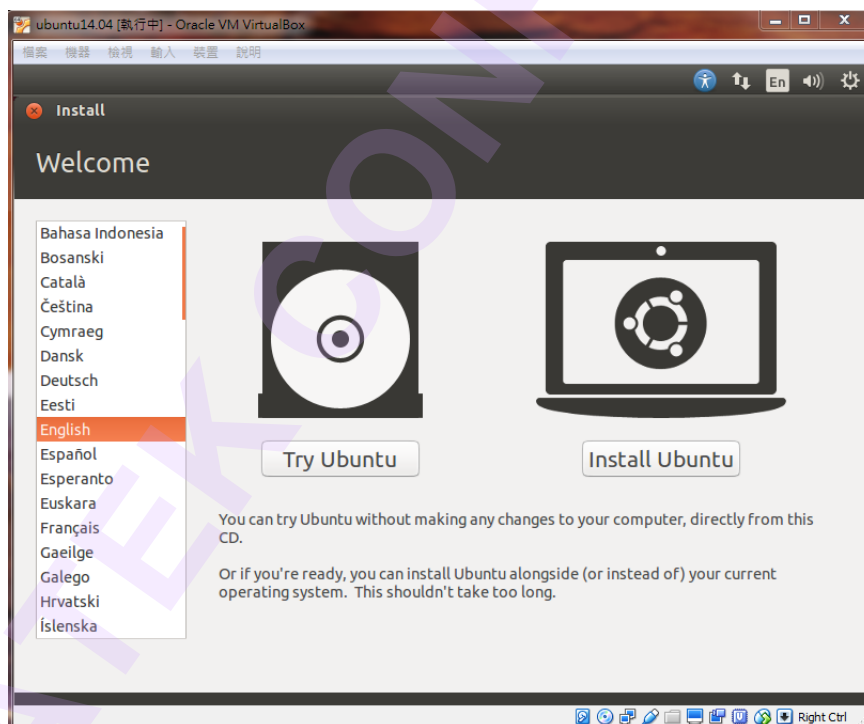 ubuntu14.04 [執行中] - Oracle VM VirtualBox
檔案 機器 檢視 輸入 裝置 說明
En
Install
Welcome
Bahasa Indonesia
Bosanski
Català
Čeština
Cymraeg
Dansk
Deutsch
Eesti
English
Español
Esperanto
Euskara
Français
Gaeilge
Galego
Hrvatski
Íslenska
Try Ubuntu
Install Ubuntu
You can try Ubuntu without making any changes to your computer, directly from this
CD.
Or if you're ready, you can install Ubuntu alongside (or instead of) your current
operating system. This shouldn't take too long.
Right Ctrl